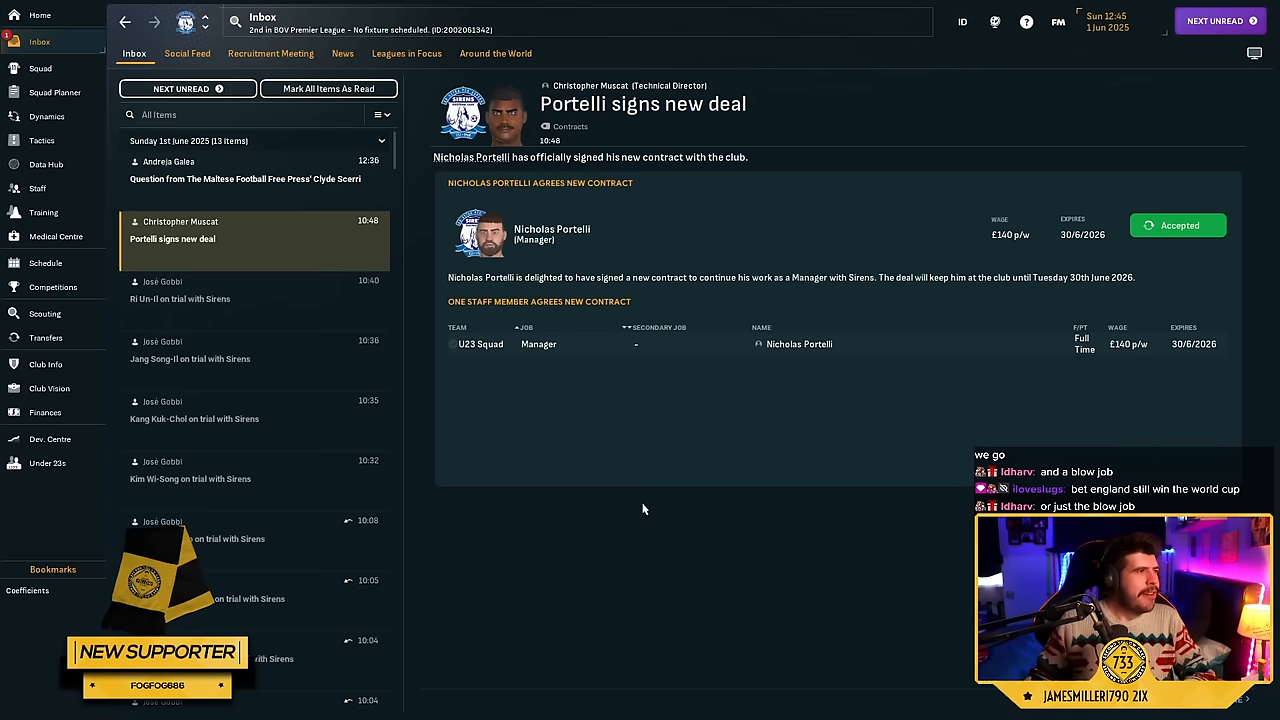 Home
Inbox
2nd in BOV Premier League - No fixture scheduled. (ID:2002061342)
ID
FM
Sun 12:45
1 Jun 2025
NEXT UNREAD
1
Inbox
Squad
Squad Planner
Dynamics
Tactics
Data Hub
Staff
Training
Medical Centre
Schedule
Competitions
Scouting
Transfers
Club Info
Club Vision
Finances
Dev. Centre
Under 23s
Bookmarks
Coefficients
Inbox
Social Feed
Recruitment Meeting
News
Leagues in Focus
Around the World
NEXT UNREAD
Mark All Items As Read
All Items
Sunday 1st June 2025 (13 items)
Andreja Galea 12:36
Question from The Maltese Football Free Press' Clyde Scerri
Christopher Muscat 10:48
Portelli signs new deal
José Gobbi 10:40
Ri Un-Il on trial with Sirens
José Gobbi 10:36
Jang Song-Il on trial with Sirens
José Gobbi 10:35
Kang Kuk-Chol on trial with Sirens
José Gobbi 10:32
Kim Wi-Song on trial with Sirens
José Gobbi 10:08
on trial with Sirens
10:05
on trial with Sirens
10:04
with Sirens
José Gobbi 10:04
Christopher Muscat (Technical Director)
Portelli signs new deal
Contracts
10:48
Nicholas Portelli has officially signed his new contract with the club.
NICHOLAS PORTELLI AGREES NEW CONTRACT
Nicholas Portelli
(Manager)
WAGE
£140 p/w
EXPIRES
30/6/2026
Accepted
Nicholas Portelli is delighted to have signed a new contract to continue his work as a Manager with Sirens. The deal will keep him at the club until Tuesday 30th June 2026.
ONE STAFF MEMBER AGREES NEW CONTRACT
TEAM JOB SECONDARY JOB NAME F/PT WAGE EXPIRES
U23 Squad Manager - Nicholas Portelli Full Time £140 p/w 30/6/2026
we go
ldharv: and a blow job
iloveslugs: bet england still win the world cup
ldharv: or just the blow job
NEW SUPPORTER
FOGFOG686
733
JAMESMILLER1790 21X